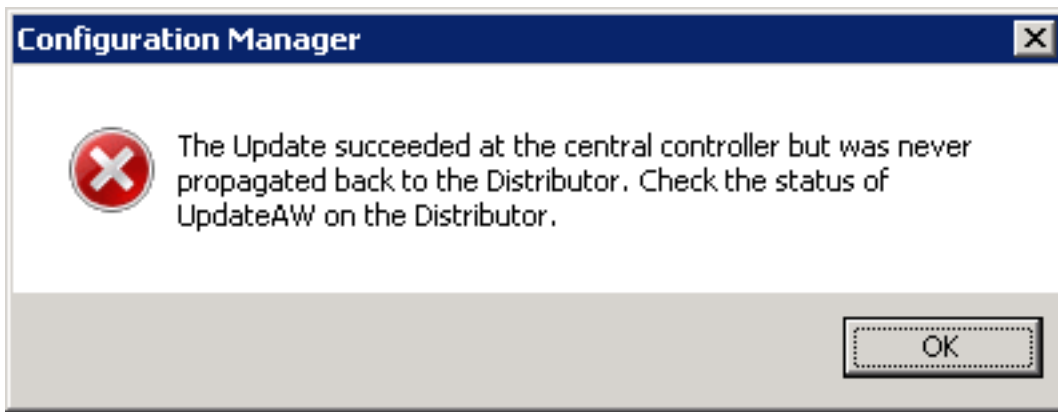 Configuration Manager
The Update succeeded at the central controller but was never
propagated back to the Distributor. Check the status of
UpdateAW on the Distributor.
OK